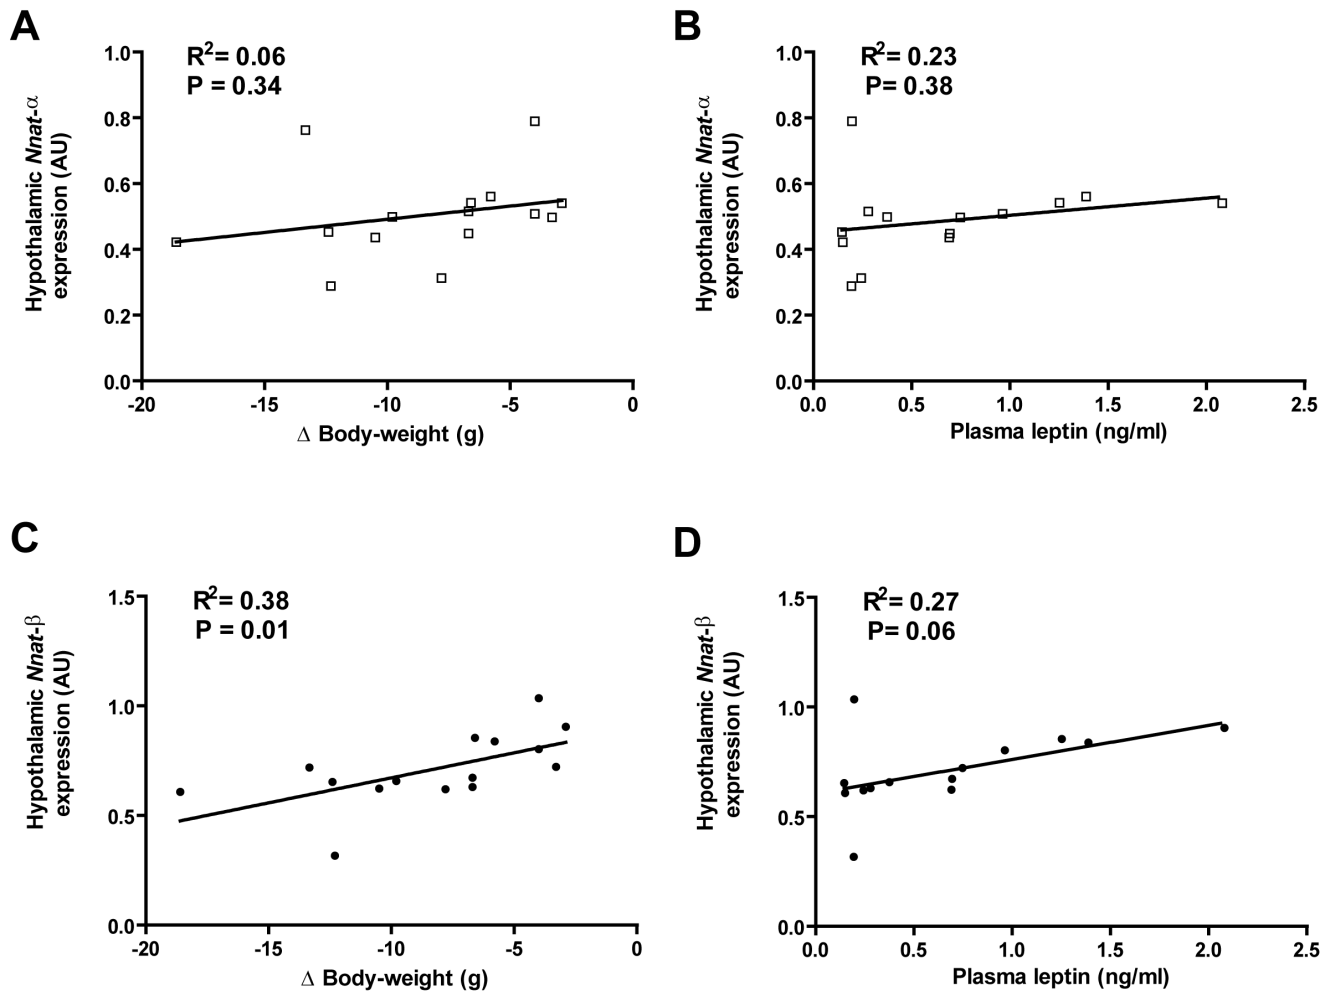 A
R²= 0.06
P = 0.34
Hypothalamic Nnat-α
expression (AU)
1.0
0.8
0.6
0.4
0.2
0.0
-20 -15 -10 -5 0
Δ Body-weight (g)
B
R²= 0.23
P= 0.38
Hypothalamic Nnat-α
expression (AU)
1.0
0.8
0.6
0.4
0.2
0.0
0.0 0.5 1.0 1.5 2.0 2.5
Plasma leptin (ng/ml)
C
R²= 0.38
P = 0.01
Hypothalamic Nnat-β
expression (AU)
1.5
1.0
0.5
0.0
-20 -15 -10 -5 0
Δ Body-weight (g)
D
R²= 0.27
P= 0.06
Hypothalamic Nnat-β
expression (AU)
1.5
1.0
0.5
0.0
0.0 0.5 1.0 1.5 2.0 2.5
Plasma leptin (ng/ml)